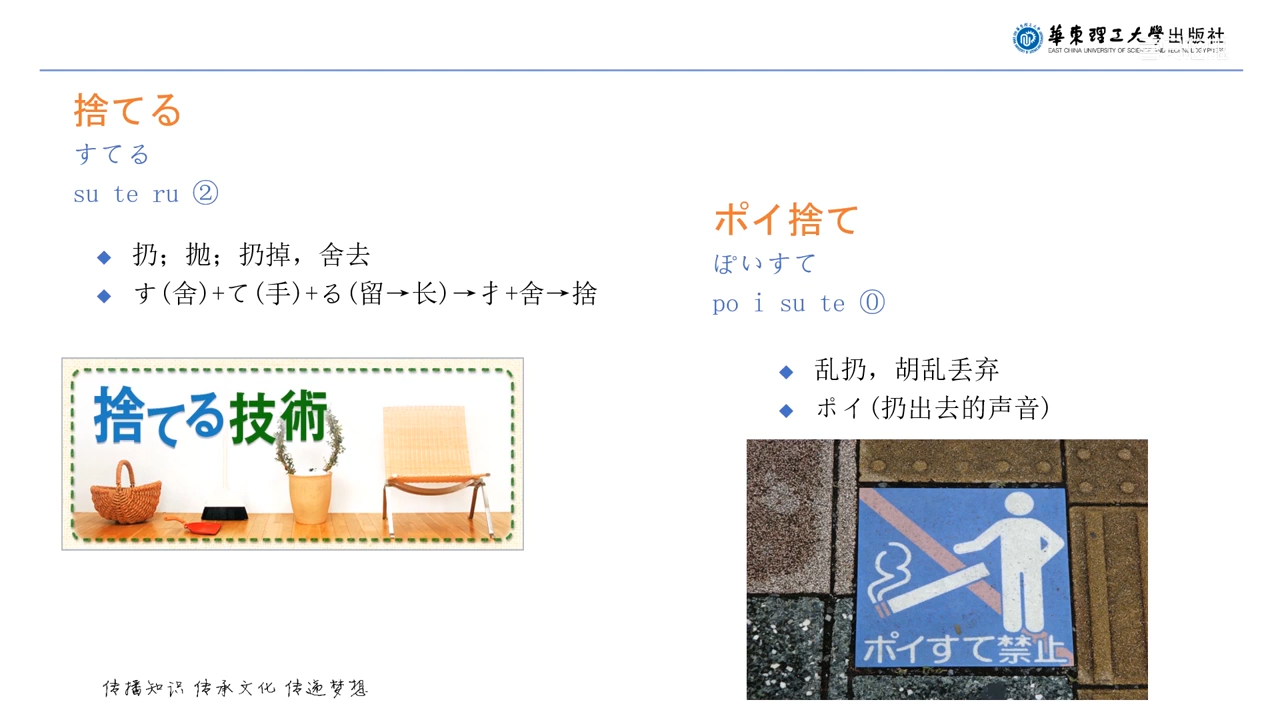 華東理工大學出版社
捨てる
すてる
su te ru ②
◆ 扔；抛；扔掉，舍去
◆ す(舍)+て(手)+る(留→长)→扌+舍→捨
捨てる技術
ポイ捨て
ぽいすて
po i su te ⓪
◆ 乱扔，胡乱丢弃
◆ ポイ(扔出去的声音)
ポイすて禁止
传播知识 传承文化 传递梦想